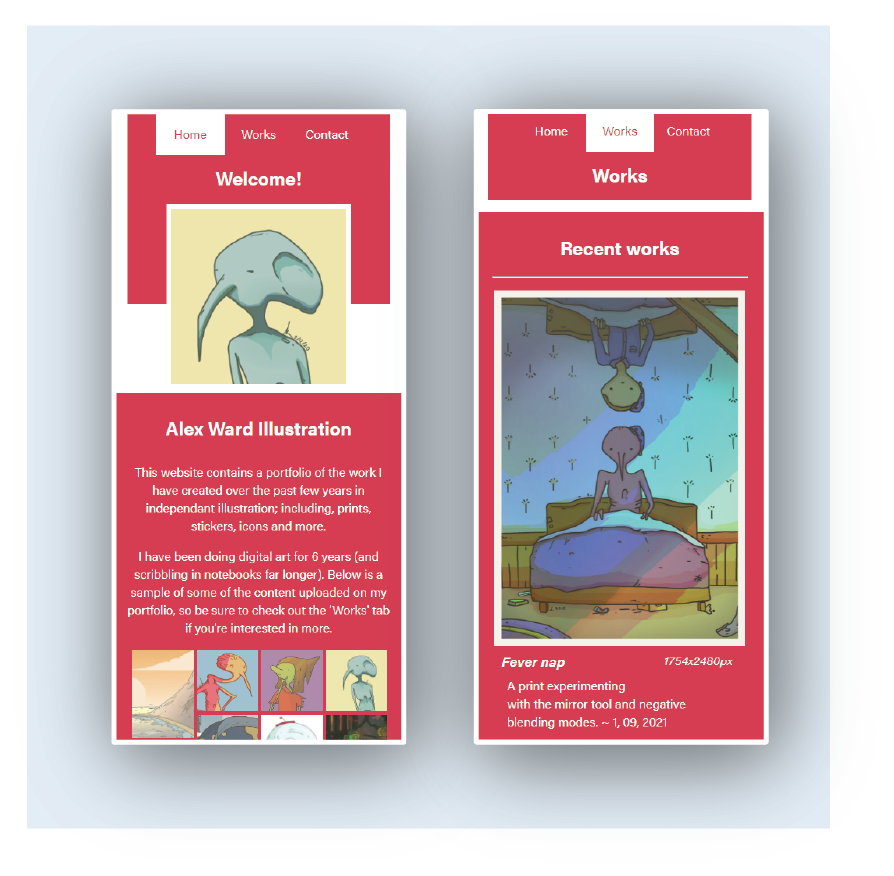 Home Works Contact
Welcome!
Alex Ward Illustration
This website contains a portfolio of the work I
have created over the past few years in
independant illustration; including, prints,
stickers, icons and more.
I have been doing digital art for 6 years (and
scribbling in notebooks far longer). Below is a
sample of some of the content uploaded on my
portfolio, so be sure to check out the 'Works' tab
if you're interested in more.
Home Works Contact
Works
Recent works
Fever nap 1754x2480px
A print experimenting
with the mirror tool and negative
blending modes. ~ 1, 09, 2021